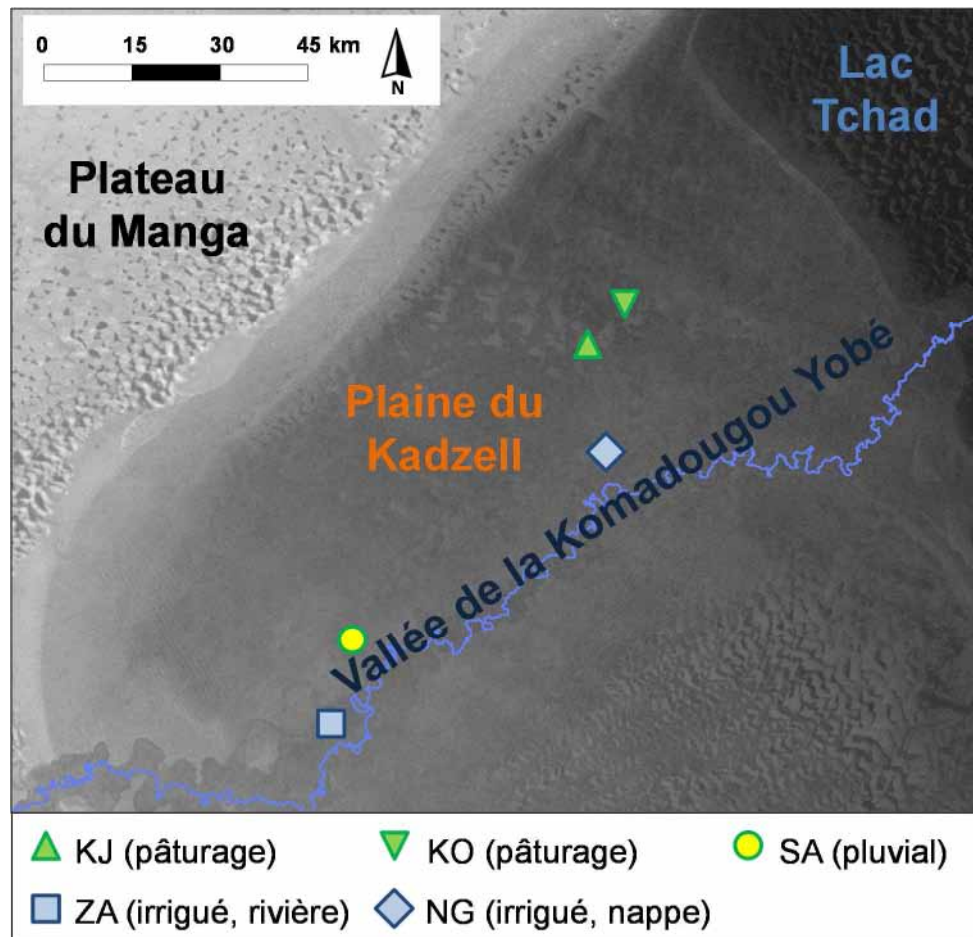 0 15 30 45 km
N
Lac
Tchad
Plateau
du Manga
Plaine du
Kadzell
Vallée de la Komadougou Yobé
KJ (pâturage) KO (pâturage) SA (pluvial)
ZA (irrigué, rivière) NG (irrigué, nappe)